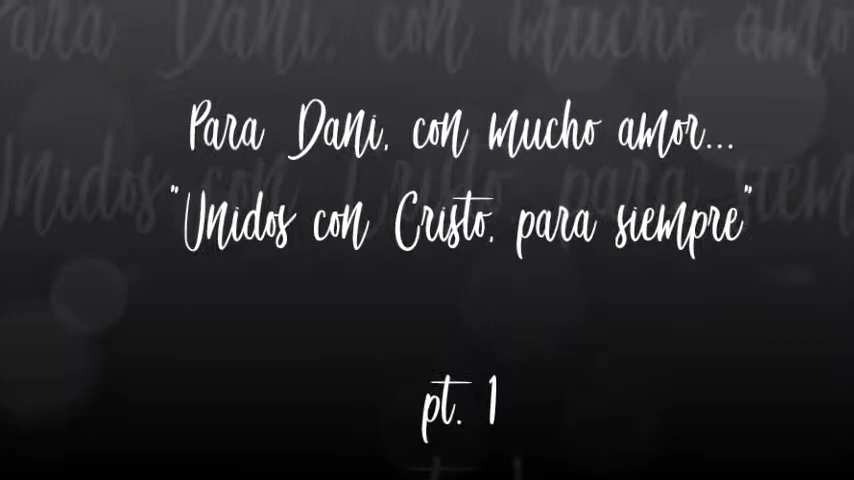 Para Dani, con mucho amor...
"Unidos con Cristo, para siempre"
pt. 1